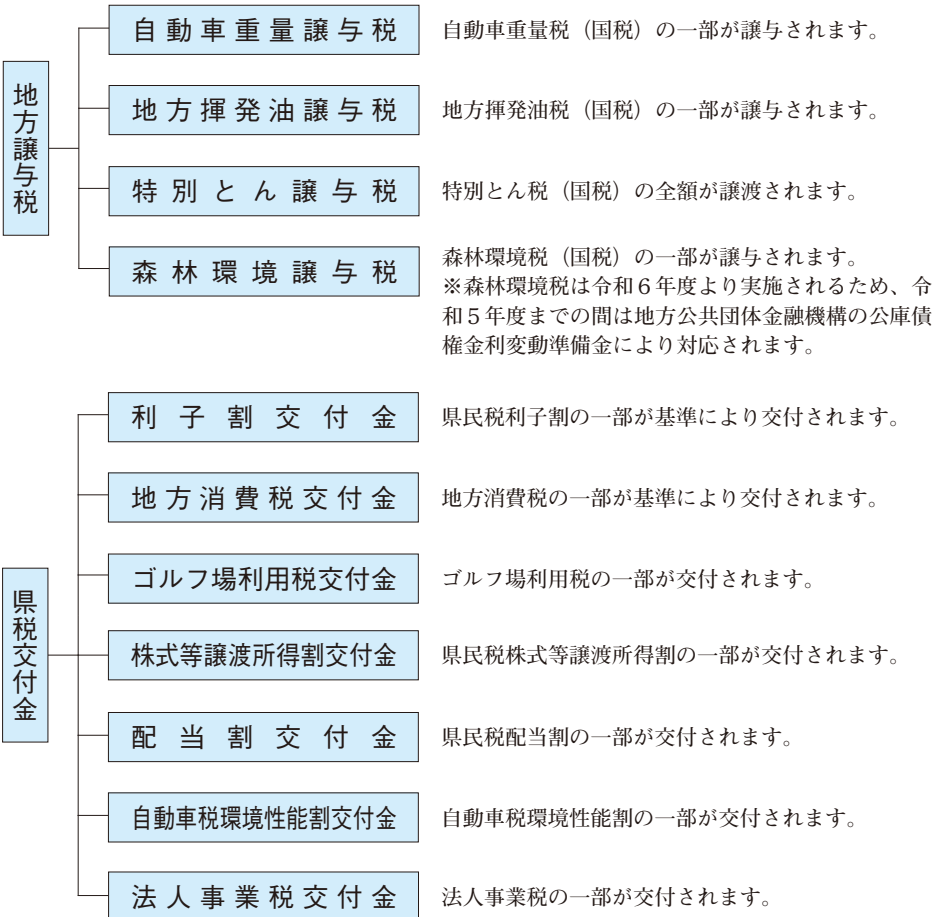 地方譲与税
自動車重量譲与税
自動車重量税（国税）の一部が譲与されます。
地方揮発油譲与税
地方揮発油税（国税）の一部が譲与されます。
特別とん譲与税
特別とん税（国税）の全額が譲渡されます。
森林環境譲与税
森林環境税（国税）の一部が譲与されます。
※森林環境税は令和６年度より実施されるため、令
和５年度までの間は地方公共団体金融機構の公庫債
権金利変動準備金により対応されます。
県税交付金
利子割交付金
県民税利子割の一部が基準により交付されます。
地方消費税交付金
地方消費税の一部が基準により交付されます。
ゴルフ場利用税交付金
ゴルフ場利用税の一部が交付されます。
株式等譲渡所得割交付金
県民税株式等譲渡所得割の一部が交付されます。
配当割交付金
県民税配当割の一部が交付されます。
自動車税環境性能割交付金
自動車税環境性能割の一部が交付されます。
法人事業税交付金
法人事業税の一部が交付されます。